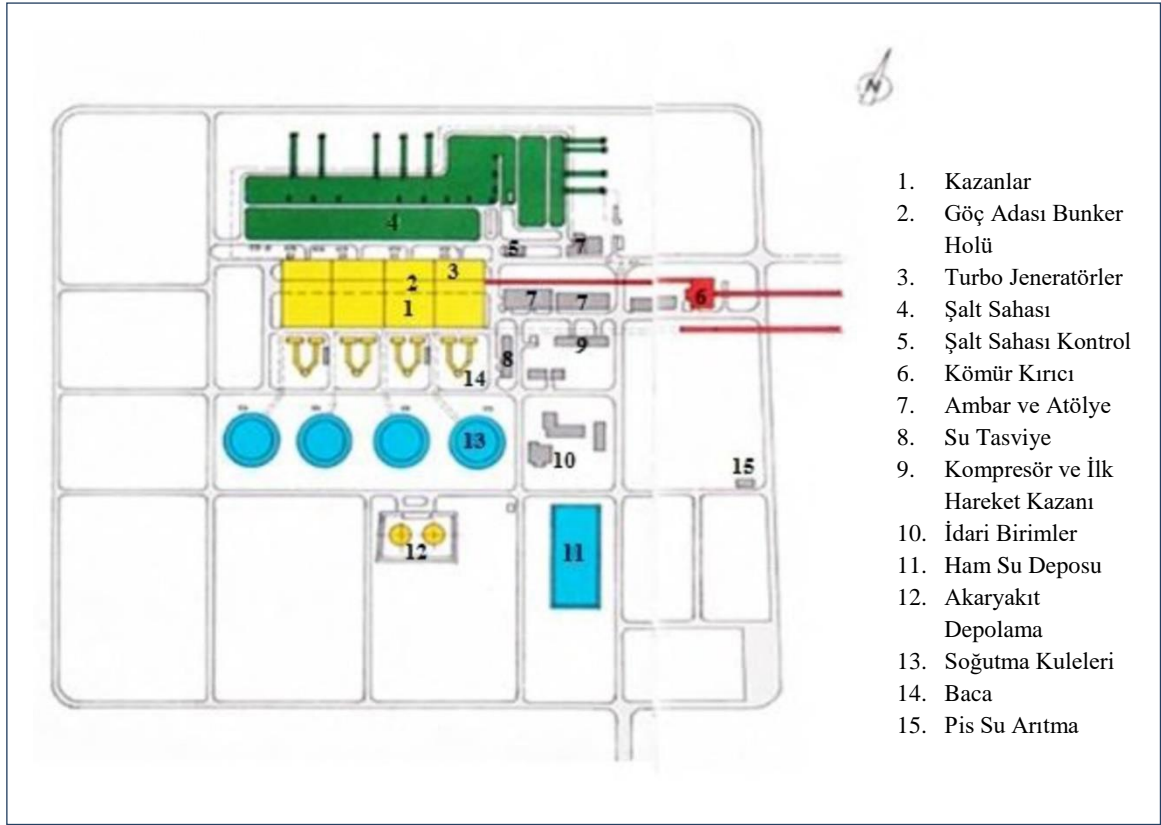 N
4
5
7
3
2
6
1
7
7
9
8
14
13
10
15
12
11
1. Kazanlar
2. Göç Adası Bunker
Holü
3. Turbo Jeneratörler
4. Şalt Sahası
5. Şalt Sahası Kontrol
6. Kömür Kırıcı
7. Ambar ve Atölye
8. Su Tasviye
9. Kompresör ve İlk
Hareket Kazanı
10. İdari Birimler
11. Ham Su Deposu
12. Akaryakıt
Depolama
13. Soğutma Kuleleri
14. Baca
15. Pis Su Arıtma